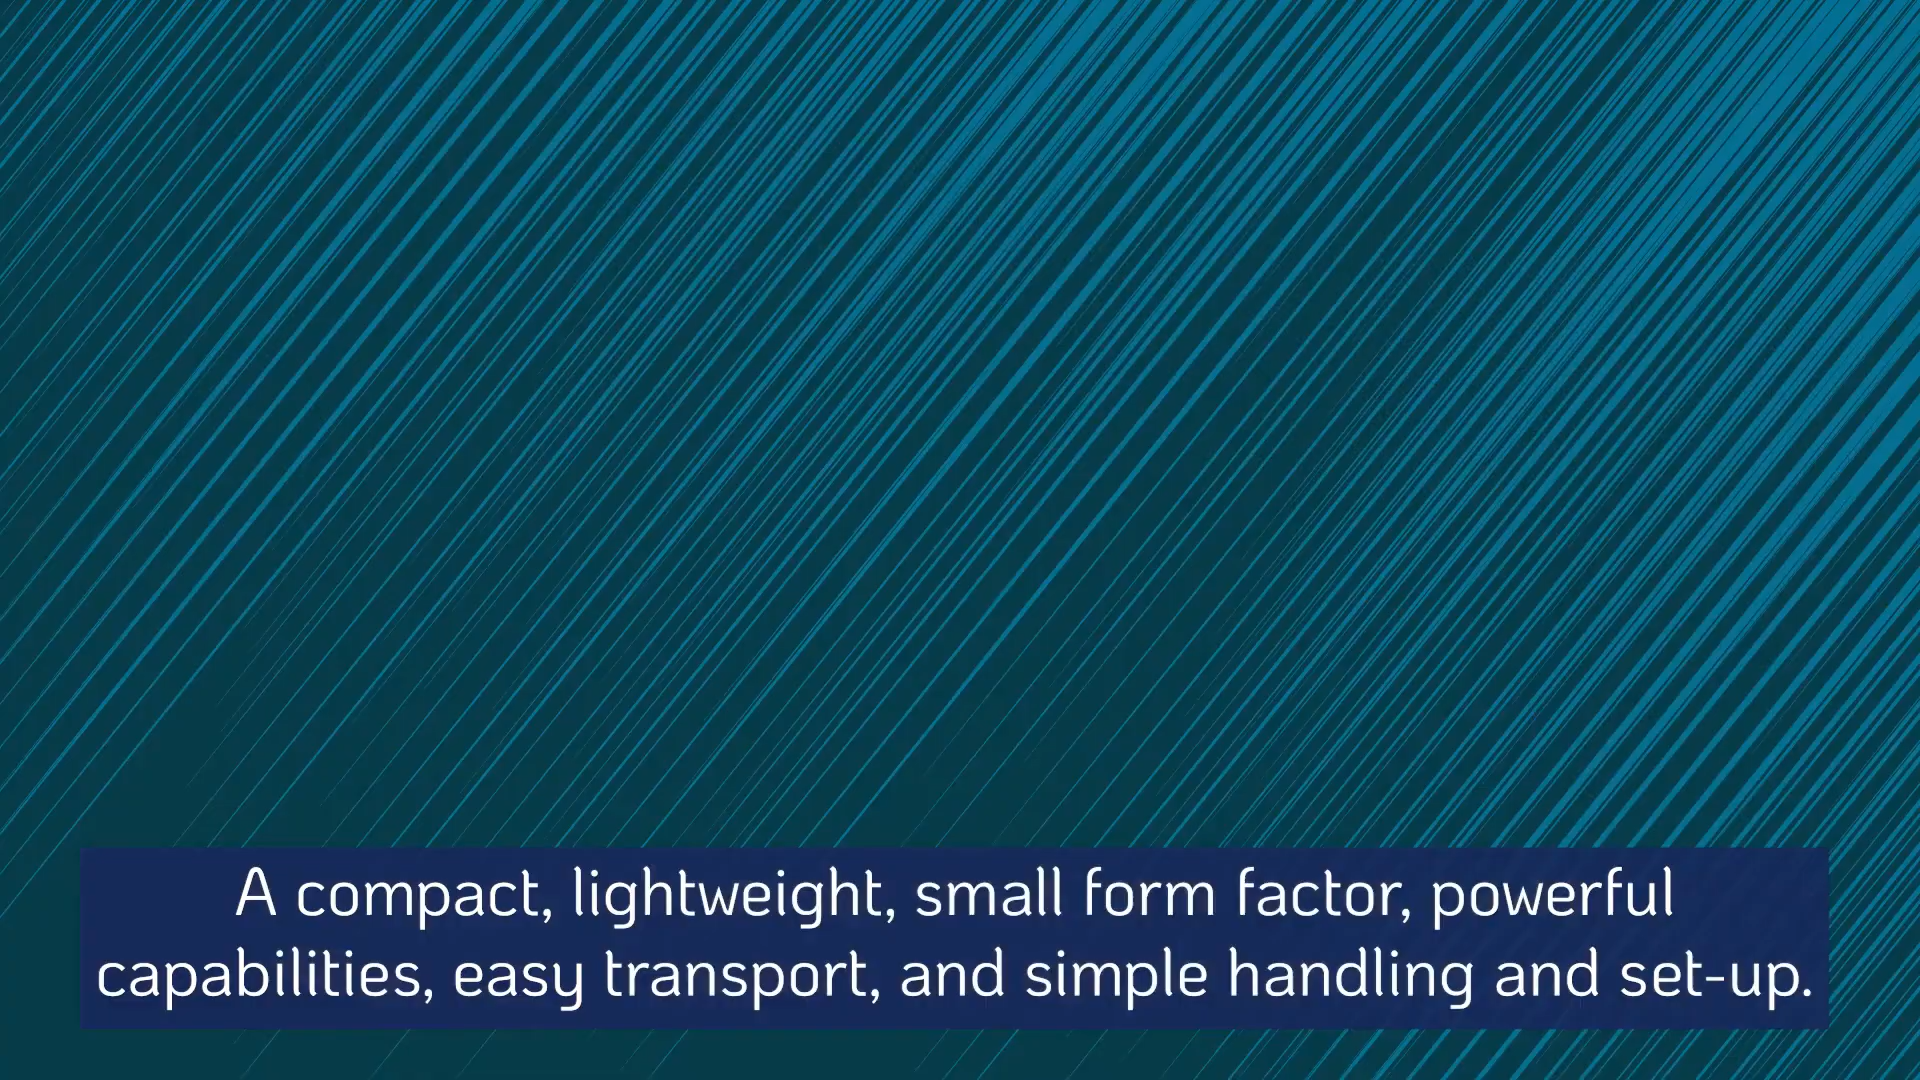 A compact, lightweight, small form factor, powerful
capabilities, easy transport, and simple handling and set-up.